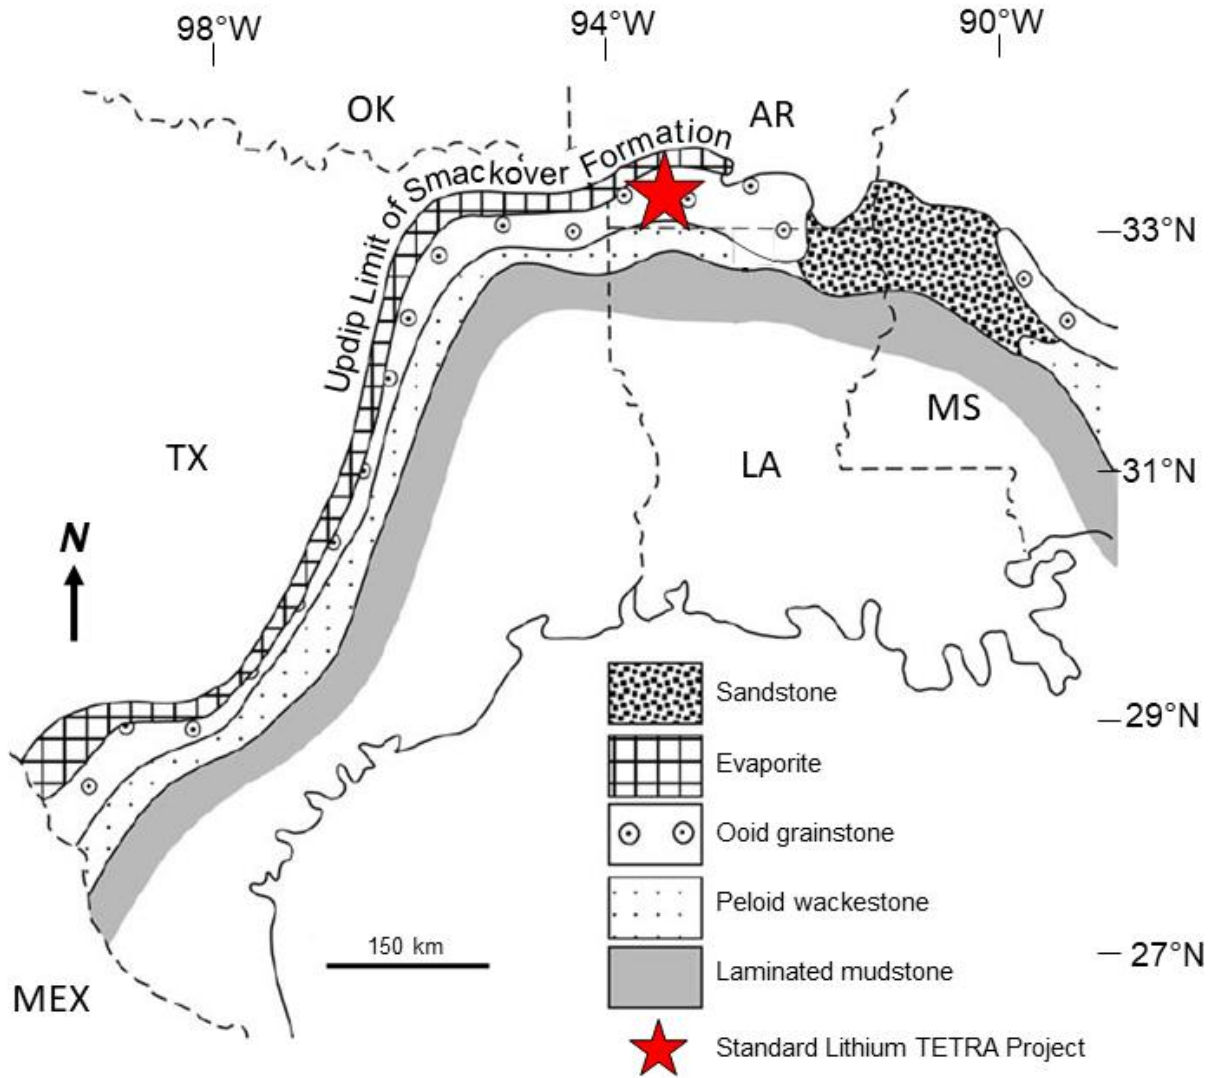 98°W
94°W
90°W
OK
AR
Updip Limit of Smackover Formation
33°N
TX
LA
MS
31°N
N
29°N
27°N
MEX
150 km
Sandstone
Evaporite
Ooid grainstone
Peloid wackestone
Laminated mudstone
Standard Lithium TETRA Project